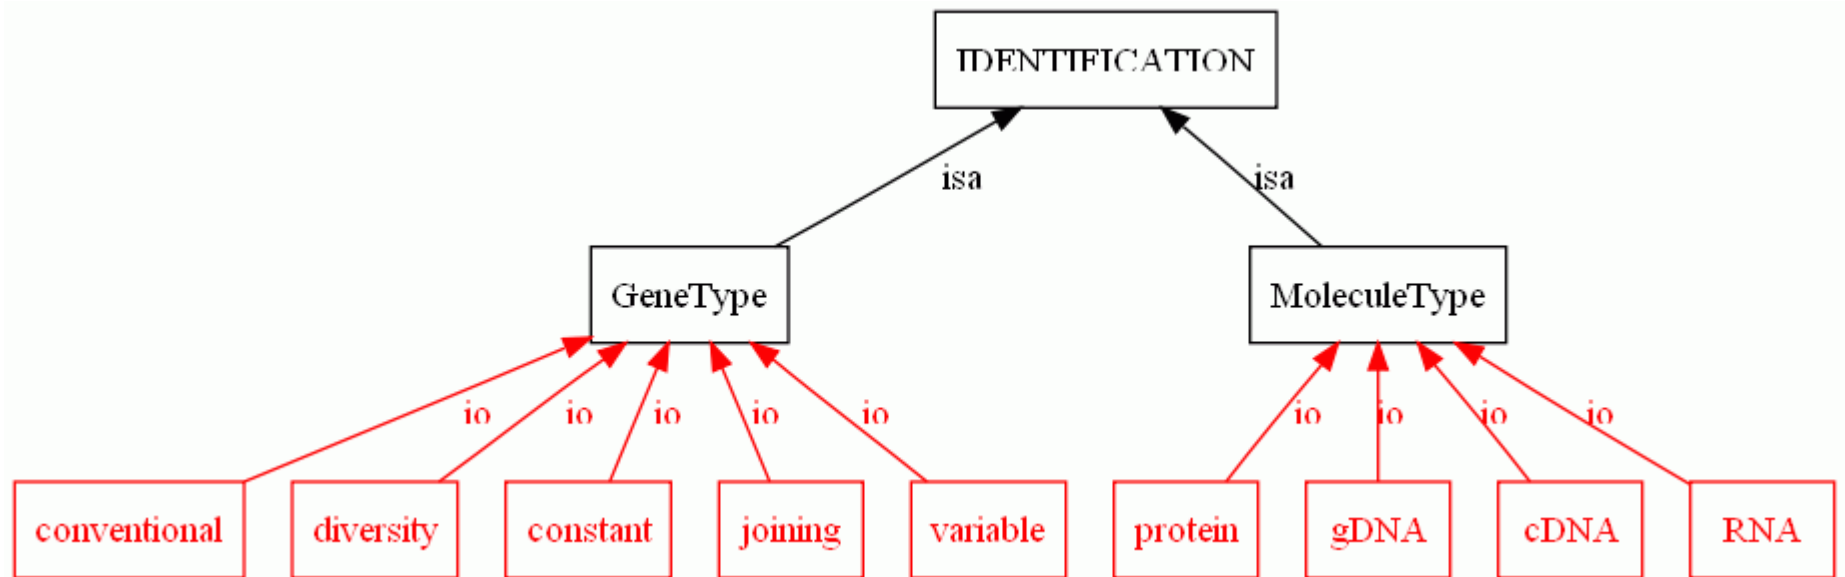 IDENTIFICATION
isa isa
GeneType MoleculeType
io io io io io io io io io
conventional diversity constant joining variable protein gDNA cDNA RNA